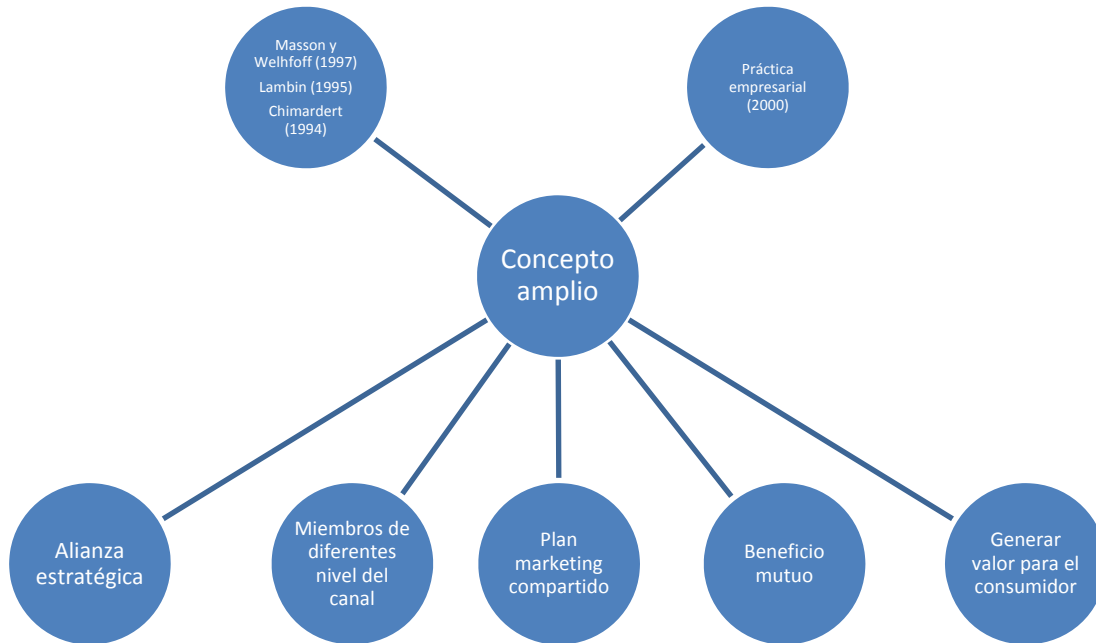 Masson y
Welhfoff (1997)
Lambin (1995)
Chimardert
(1994)
Práctica
empresarial
(2000)
Concepto
amplio
Alianza
estratégica
Miembros de
diferentes
nivel del
canal
Plan
marketing
compartido
Beneficio
mutuo
Generar
valor para el
consumidor